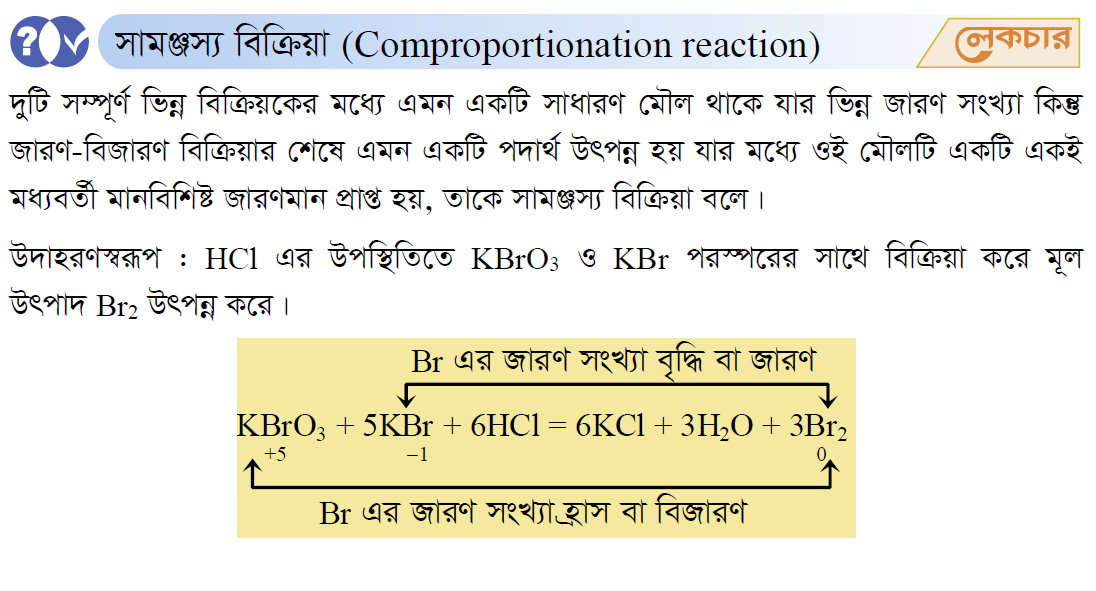 সামঞ্জস্য বিক্রিয়া (Comproportionation reaction)
লেকচার
দুটি সম্পূর্ণ ভিন্ন বিক্রিয়কের মধ্যে এমন একটি সাধারণ মৌল থাকে যার ভিন্ন জারণ সংখ্যা কিন্তু
জারণ-বিজারণ বিক্রিয়ার শেষে এমন একটি পদার্থ উৎপন্ন হয় যার মধ্যে ওই মৌলটি একটি একই
মধ্যবর্তী মানবিশিষ্ট জারণমান প্রাপ্ত হয়, তাকে সামঞ্জস্য বিক্রিয়া বলে।
উদাহরণস্বরূপ : HCl এর উপস্থিতিতে KBrO₃ ও KBr পরস্পরের সাথে বিক্রিয়া করে মূল
উৎপাদ Br₂ উৎপন্ন করে।
Br এর জারণ সংখ্যা বৃদ্ধি বা জারণ
KBrO₃ + 5KBr + 6HCl = 6KCl + 3H₂O + 3Br₂
+5 −1 0
Br এর জারণ সংখ্যা হ্রাস বা বিজারণ